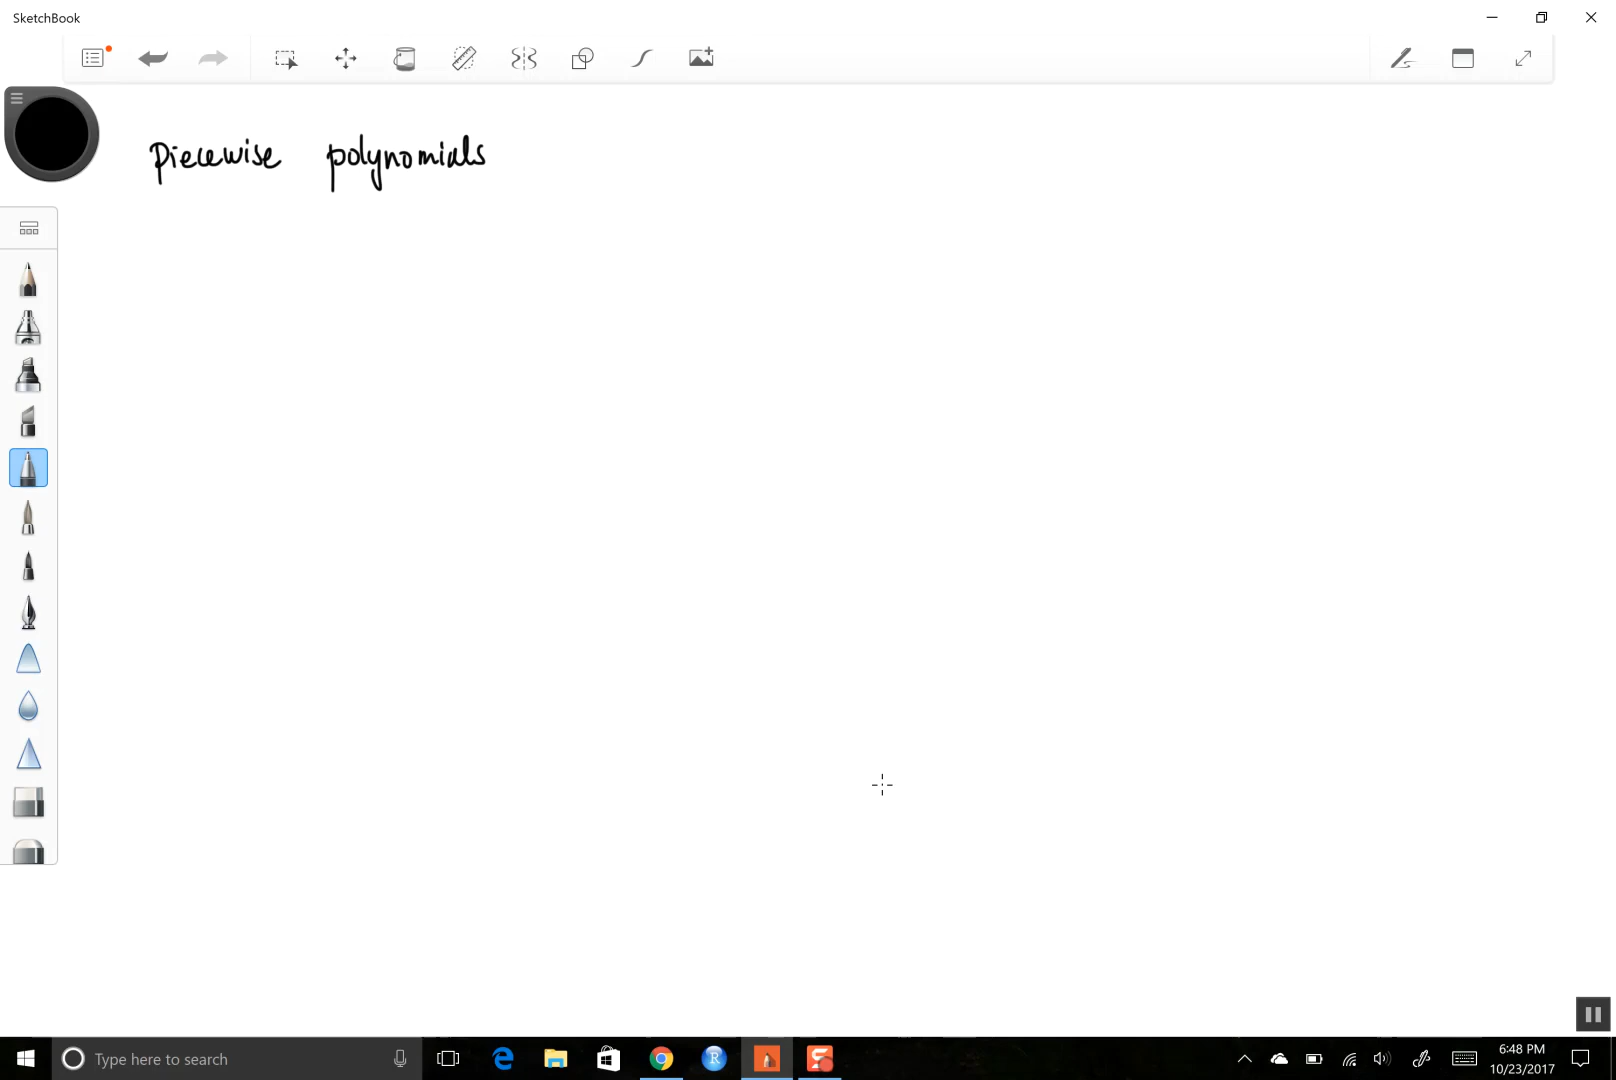 SketchBook
Piecewise polynomials
Type here to search
6:48 PM
10/23/2017